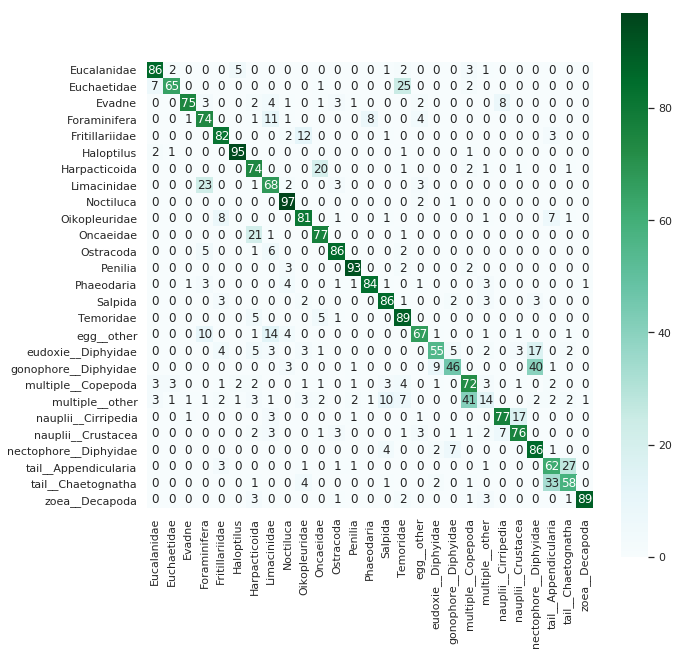 Eucalanidae 86 2 0 0 0 5 0 0 0 0 0 0 0 0 1 2 0 0 0 3 1 0 0 0 0 0 0
Euchaetidae 7 65 0 0 0 0 0 0 0 0 1 0 0 0 0 25 0 0 0 2 0 0 0 0 0 0 0
Evadne 0 0 75 3 0 0 2 4 1 0 1 3 1 0 0 0 2 0 0 0 0 8 0 0 0 0 0
Foraminifera 0 0 1 74 0 0 1 11 1 0 0 0 0 8 0 0 4 0 0 0 0 0 0 0 0 0 0
Fritillariidae 0 0 0 0 82 0 0 0 2 12 0 0 0 0 1 0 0 0 0 0 0 0 0 0 3 0 0
Haloptilus 2 1 0 0 0 95 0 0 0 0 0 0 0 0 0 1 0 0 0 1 0 0 0 0 0 0 0
Harpacticoida 0 0 0 0 0 0 74 0 0 0 20 0 0 0 0 1 0 0 0 2 1 0 1 0 0 1 0
Limacinidae 0 0 0 23 0 0 1 68 2 0 0 3 0 0 0 0 3 0 0 0 0 0 0 0 0 0 0
Noctiluca 0 0 0 0 0 0 0 0 97 0 0 0 0 0 0 0 2 0 1 0 0 0 0 0 0 0 0
Oikopleuridae 0 0 0 0 8 0 0 0 0 81 0 1 0 0 1 0 0 0 0 0 1 0 0 0 7 1 0
Oncaeidae 0 0 0 0 0 0 21 1 0 0 77 0 0 0 0 1 0 0 0 0 0 0 0 0 0 0 0
Ostracoda 0 0 0 5 0 0 1 6 0 0 0 86 0 0 0 2 0 0 0 0 0 0 0 0 0 0 0
Penilia 0 0 0 0 0 0 0 0 3 0 0 0 93 0 0 2 0 0 0 2 0 0 0 0 0 0 0
Phaeodaria 0 0 1 3 0 0 0 0 4 0 0 1 1 84 1 0 1 0 0 0 3 0 0 0 0 0 1
Salpida 0 0 0 0 3 0 0 0 0 2 0 0 0 0 86 1 0 0 2 0 3 0 0 3 0 0 0
Temoridae 0 0 0 0 0 0 5 0 0 0 5 1 0 0 0 89 0 0 0 0 0 0 0 0 0 0 0
egg__other 0 0 0 10 0 0 0 14 4 0 0 0 0 0 0 0 67 1 0 0 1 0 1 0 0 1 0
eudoxie__Diphyidae 0 0 0 0 4 0 5 3 0 3 1 0 0 0 0 0 0 55 5 0 2 0 3 17 0 2 0
gonophore__Diphyidae 0 0 0 0 0 0 0 0 3 0 0 0 1 0 0 0 0 9 46 0 0 0 0 40 1 0 0
multiple__Copepoda 3 3 0 1 2 2 0 0 0 1 1 0 1 0 3 4 0 1 0 72 3 0 1 0 2 0 0
multiple__other 3 1 1 1 2 1 3 1 0 3 2 0 2 1 10 7 0 0 0 41 14 0 0 2 2 2 1
nauplii__Cirripedia 0 0 1 0 0 0 0 3 0 0 0 0 1 0 0 0 1 0 0 0 0 77 17 0 0 0 0
nauplii__Crustacea 0 0 0 0 0 0 2 3 0 0 1 3 0 0 0 1 3 0 1 1 2 7 76 0 0 0 0
nectophore__Diphyidae 0 0 0 0 0 0 0 0 0 0 0 0 0 0 4 0 0 2 7 0 0 0 0 86 1 0 0
tail__Appendicularia 0 0 0 0 3 0 0 0 0 1 0 1 1 0 0 0 0 0 0 0 1 0 0 0 62 27 0
tail__Chaetognatha 0 0 0 0 0 0 1 0 0 4 0 0 0 0 1 0 0 2 0 1 0 0 0 0 33 58 0
zoea__Decapoda 0 0 0 0 0 0 3 0 0 0 0 1 0 0 0 2 0 0 0 1 3 0 0 0 0 1 89
Eucalanidae
Euchaetidae
Evadne
Foraminifera
Fritillariidae
Haloptilus
Harpacticoida
Limacinidae
Noctiluca
Oikopleuridae
Oncaeidae
Ostracoda
Penilia
Phaeodaria
Salpida
Temoridae
egg__other
eudoxie__Diphyidae
gonophore__Diphyidae
multiple__Copepoda
multiple__other
nauplii__Cirripedia
nauplii__Crustacea
nectophore__Diphyidae
tail__Appendicularia
tail__Chaetognatha
zoea__Decapoda
80
60
40
20
0